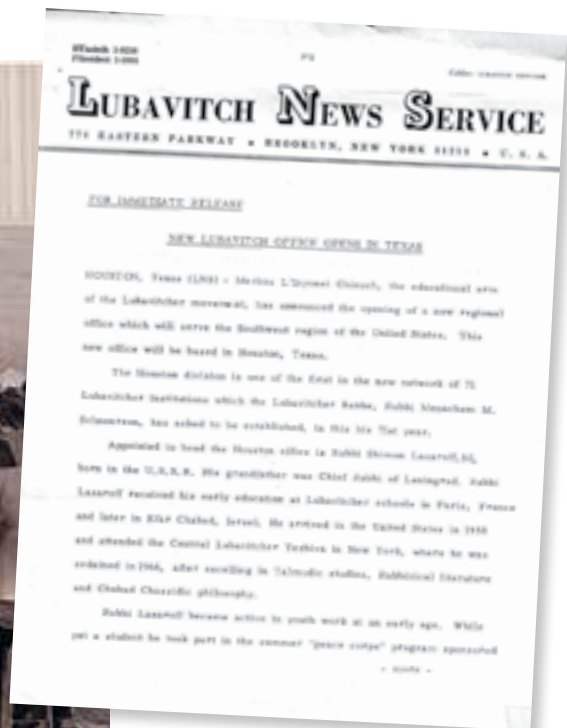 LUBAVITCH NEWS SERVICE
770 EASTERN PARKWAY • BROOKLYN, NEW YORK 11213 • U. S. A.
FOR IMMEDIATE RELEASE
NEW LUBAVITCH OFFICE OPENS IN TEXAS
HOUSTON, Texas (LNS) - Merkos L'Inyonei Chinuch, the educational arm
of the Lubavitcher movement, has announced the opening of a new regional
office which will serve the Southwest region of the United States. This
new office will be based in Houston, Texas.
The Houston division is one of the first in the new network of 71
Lubavitcher institutions which the Lubavitcher Rebbe, Rabbi Menachem M.
Schneerson, has asked to be established, in this his 71st year.
Appointed to head the Houston office is Rabbi Shimon Lazaroff,
born in the U.S.S.R. His grandfather was Chief Rabbi of Leningrad. Rabbi
Lazaroff received his early education at Lubavitcher schools in Paris, France
and later in Kfar Chabad, Israel. He arrived in the United States in
and attended the Central Lubavitcher Yeshiva in New York, where he was
ordained in 1966, after excelling in Talmudic studies, Rabbinical literature
and Chabad Chassidic philosophy.
Rabbi Lazaroff became active in youth work at an early age. While
yet a student he took part in the summer "peace corps" program sponsored
- more -